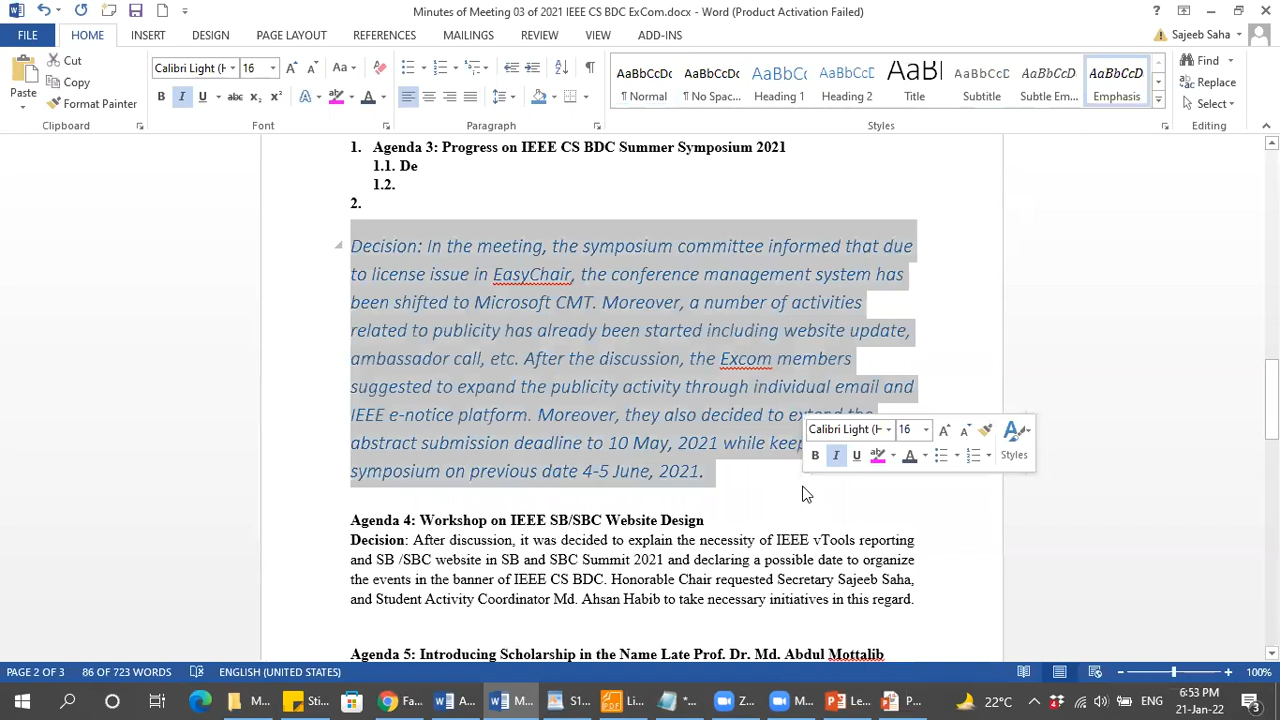 Minutes of Meeting 03 of 2021 IEEE CS BDC ExCom.docx - Word (Product Activation Failed)
FILE HOME INSERT DESIGN PAGE LAYOUT REFERENCES MAILINGS REVIEW VIEW ADD-INS Sajeeb Saha
Paste
Cut
Copy
Format Painter
Calibri Light (H 16
AaBbCcDc AaBbCcDc AaBbCc AaBbCcC AaBl AaBbCcD AaBbCcD AaBbCcD
¶ Normal ¶ No Spac... Heading 1 Heading 2 Title Subtitle Subtle Em... Emphasis
Find
Replace
Select
Clipboard Font Paragraph Styles Editing
1. Agenda 3: Progress on IEEE CS BDC Summer Symposium 2021
1.1. De
1.2.
2.
Decision: In the meeting, the symposium committee informed that due
to license issue in EasyChair, the conference management system has
been shifted to Microsoft CMT. Moreover, a number of activities
related to publicity has already been started including website update,
ambassador call, etc. After the discussion, the Excom members
suggested to expand the publicity activity through individual email and
IEEE e-notice platform. Moreover, they also decided to extend the
abstract submission deadline to 10 May, 2021 while keep
symposium on previous date 4-5 June, 2021.
Calibri Light (H 16
Styles
Agenda 4: Workshop on IEEE SB/SBC Website Design
Decision: After discussion, it was decided to explain the necessity of IEEE vTools reporting
and SB /SBC website in SB and SBC Summit 2021 and declaring a possible date to organize
the events in the banner of IEEE CS BDC. Honorable Chair requested Secretary Sajeeb Saha,
and Student Activity Coordinator Md. Ahsan Habib to take necessary initiatives in this regard.
Agenda 5: Introducing Scholarship in the Name Late Prof. Dr. Md. Abdul Mottalib
PAGE 2 OF 3 86 OF 723 WORDS ENGLISH (UNITED STATES) 100%
M... Sti... Fa... A... M... S1... Li... *... Z... M... Le... P... 22°C ENG
6:53 PM
21-Jan-22
3